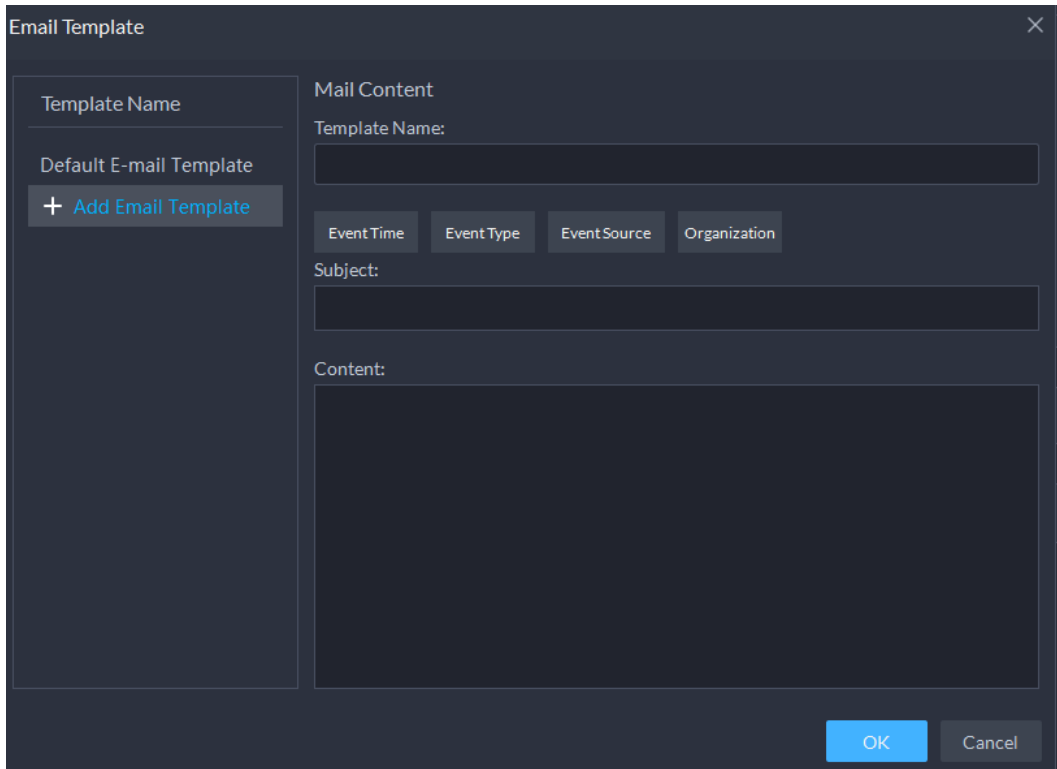 Email Template
Template Name
Default E-mail Template
+ Add Email Template
Mail Content
Template Name:
Event Time Event Type Event Source Organization
Subject:
Content:
OK Cancel